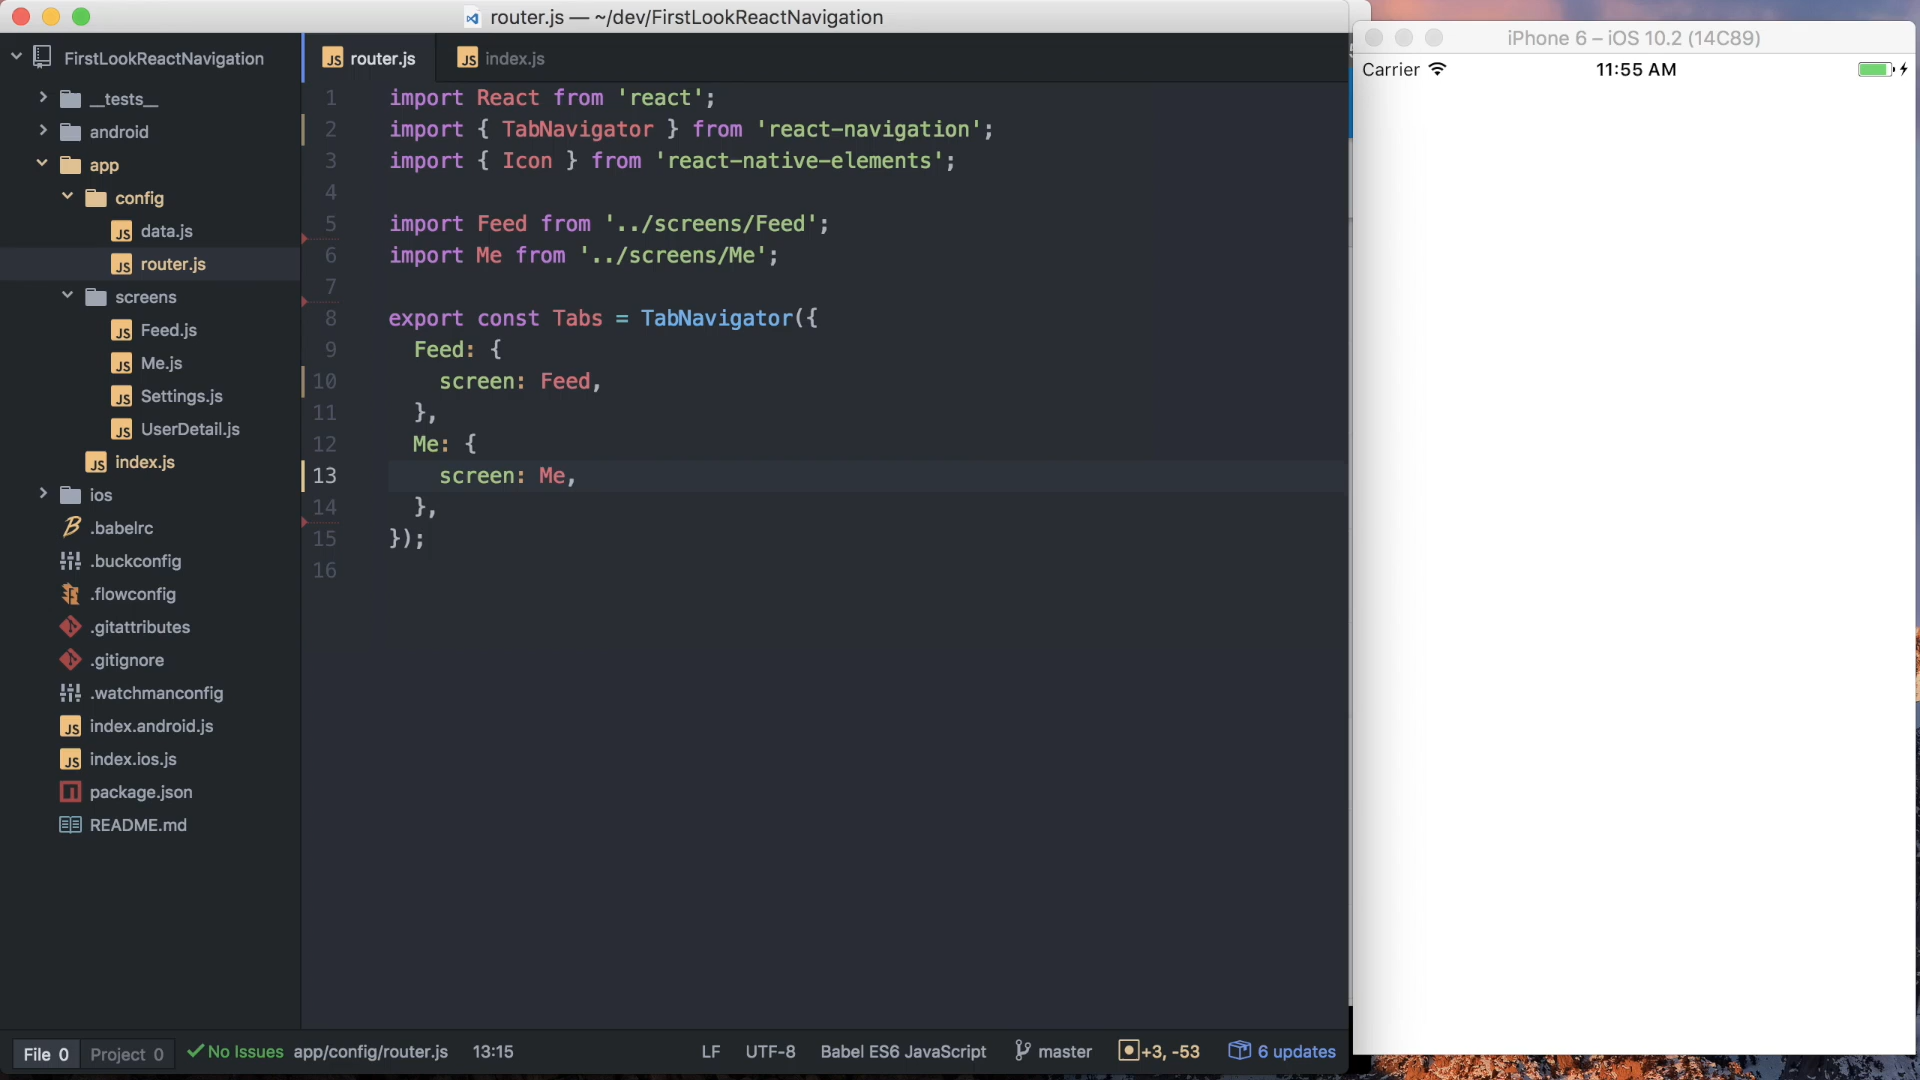 router.js — ~/dev/FirstLookReactNavigation
FirstLookReactNavigation
__tests__
android
app
config
data.js
router.js
screens
Feed.js
Me.js
Settings.js
UserDetail.js
index.js
ios
.babelrc
.buckconfig
.flowconfig
.gitattributes
.gitignore
.watchmanconfig
index.android.js
index.ios.js
package.json
README.md
router.js
index.js
1 import React from 'react';
2 import { TabNavigator } from 'react-navigation';
3 import { Icon } from 'react-native-elements';
4
5 import Feed from '../screens/Feed';
6 import Me from '../screens/Me';
7
8 export const Tabs = TabNavigator({
9 Feed: {
10 screen: Feed,
11 },
12 Me: {
13 screen: Me,
14 },
15 });
16
File 0 Project 0 No Issues app/config/router.js 13:15 LF UTF-8 Babel ES6 JavaScript master +3, -53 6 updates
iPhone 6 – iOS 10.2 (14C89)
Carrier 11:55 AM